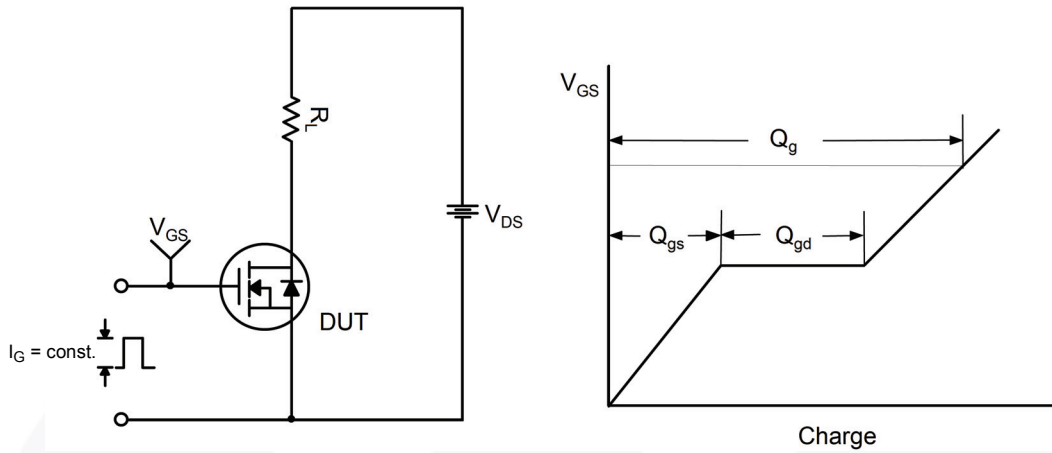 R_L
V_GS
V_DS
DUT
I_G = const.
V_GS
Q_g
Q_gs
Q_gd
Charge